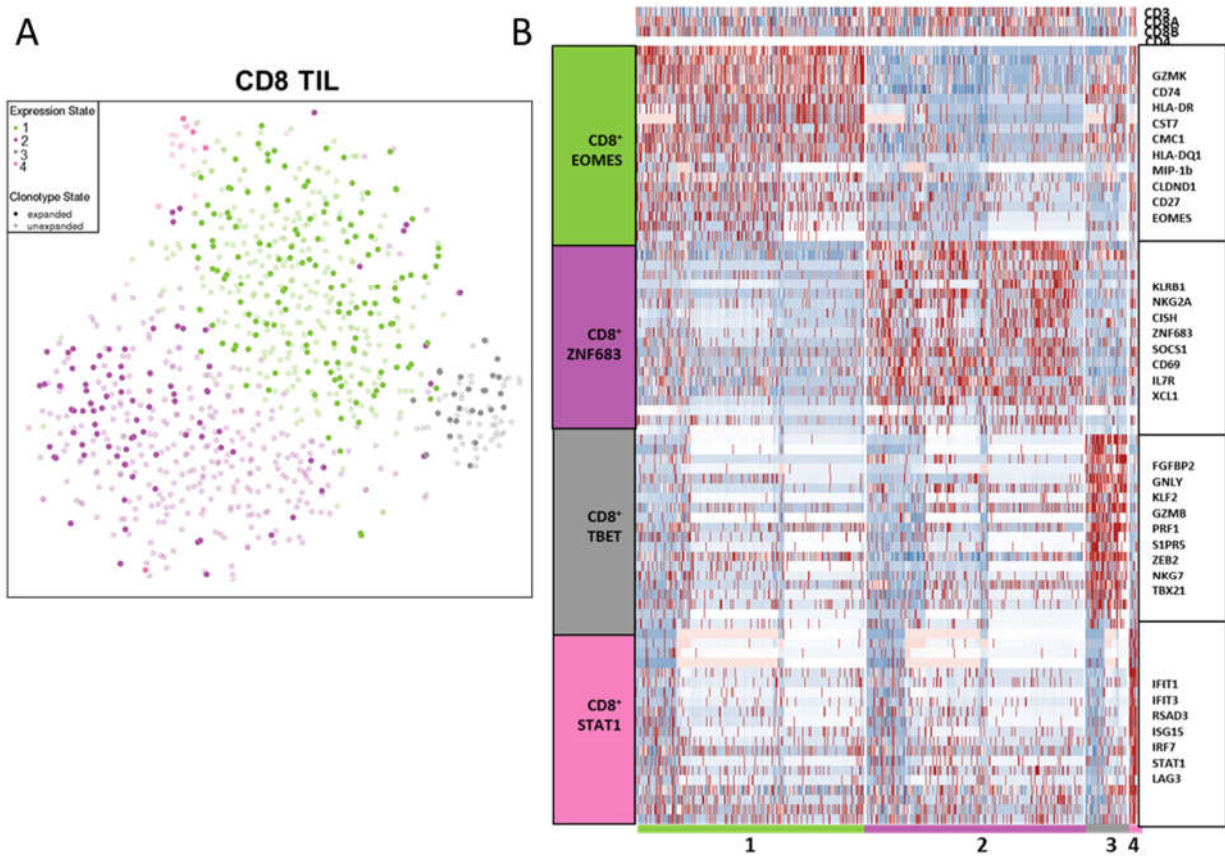 A
CD8 TIL
Expression State
1
2
3
4
Clonotype State
expanded
unexpanded
B
CD3
CD8A
CD8B
CD4
CD8+
EOMES
GZMK
CD74
HLA-DR
CST7
CMC1
HLA-DQ1
MIP-1b
CLDND1
CD27
EOMES
CD8+
ZNF683
KLRB1
NKG2A
CISH
ZNF683
SOCS1
CD69
IL7R
XCL1
CD8+
TBET
FGFBP2
GNLY
KLF2
GZMB
PRF1
S1PR5
ZEB2
NKG7
TBX21
CD8+
STAT1
IFIT1
IFIT3
RSAD3
ISG15
IRF7
STAT1
LAG3
1 2 3 4